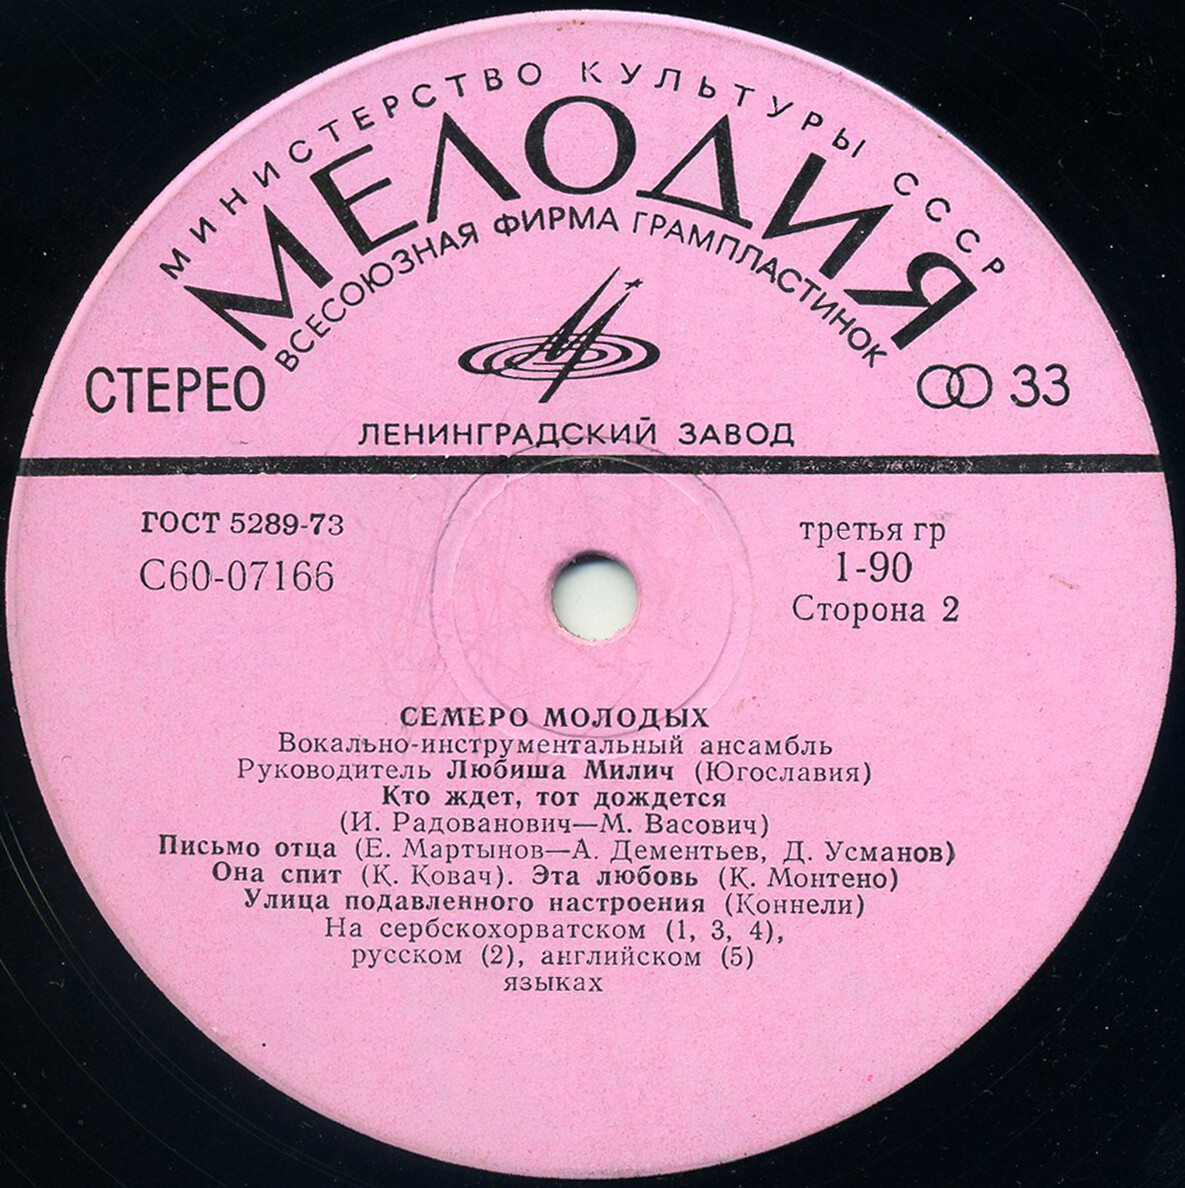 МИНИСТЕРСТВО КУЛЬТУРЫ СССР
МЕЛОДИЯ
ВСЕСОЮЗНАЯ ФИРМА ГРАМПЛАСТИНОК
СТЕРЕО
33
ЛЕНИНГРАДСКИЙ ЗАВОД
ГОСТ 5289-73
С60-07166
третья гр
1-90
Сторона 2
СЕМЕРО МОЛОДЫХ
Вокально-инструментальный ансамбль
Руководитель Любиша Милич (Югославия)
Кто ждет, тот дождется
(И. Радованович—М. Васович)
Письмо отца (Е. Мартынов—А. Дементьев, Д. Усманов)
Она спит (К. Ковач). Эта любовь (К. Монтено)
Улица подавленного настроения (Коннели)
На сербскохорватском (1, 3, 4),
русском (2), английском (5)
языках